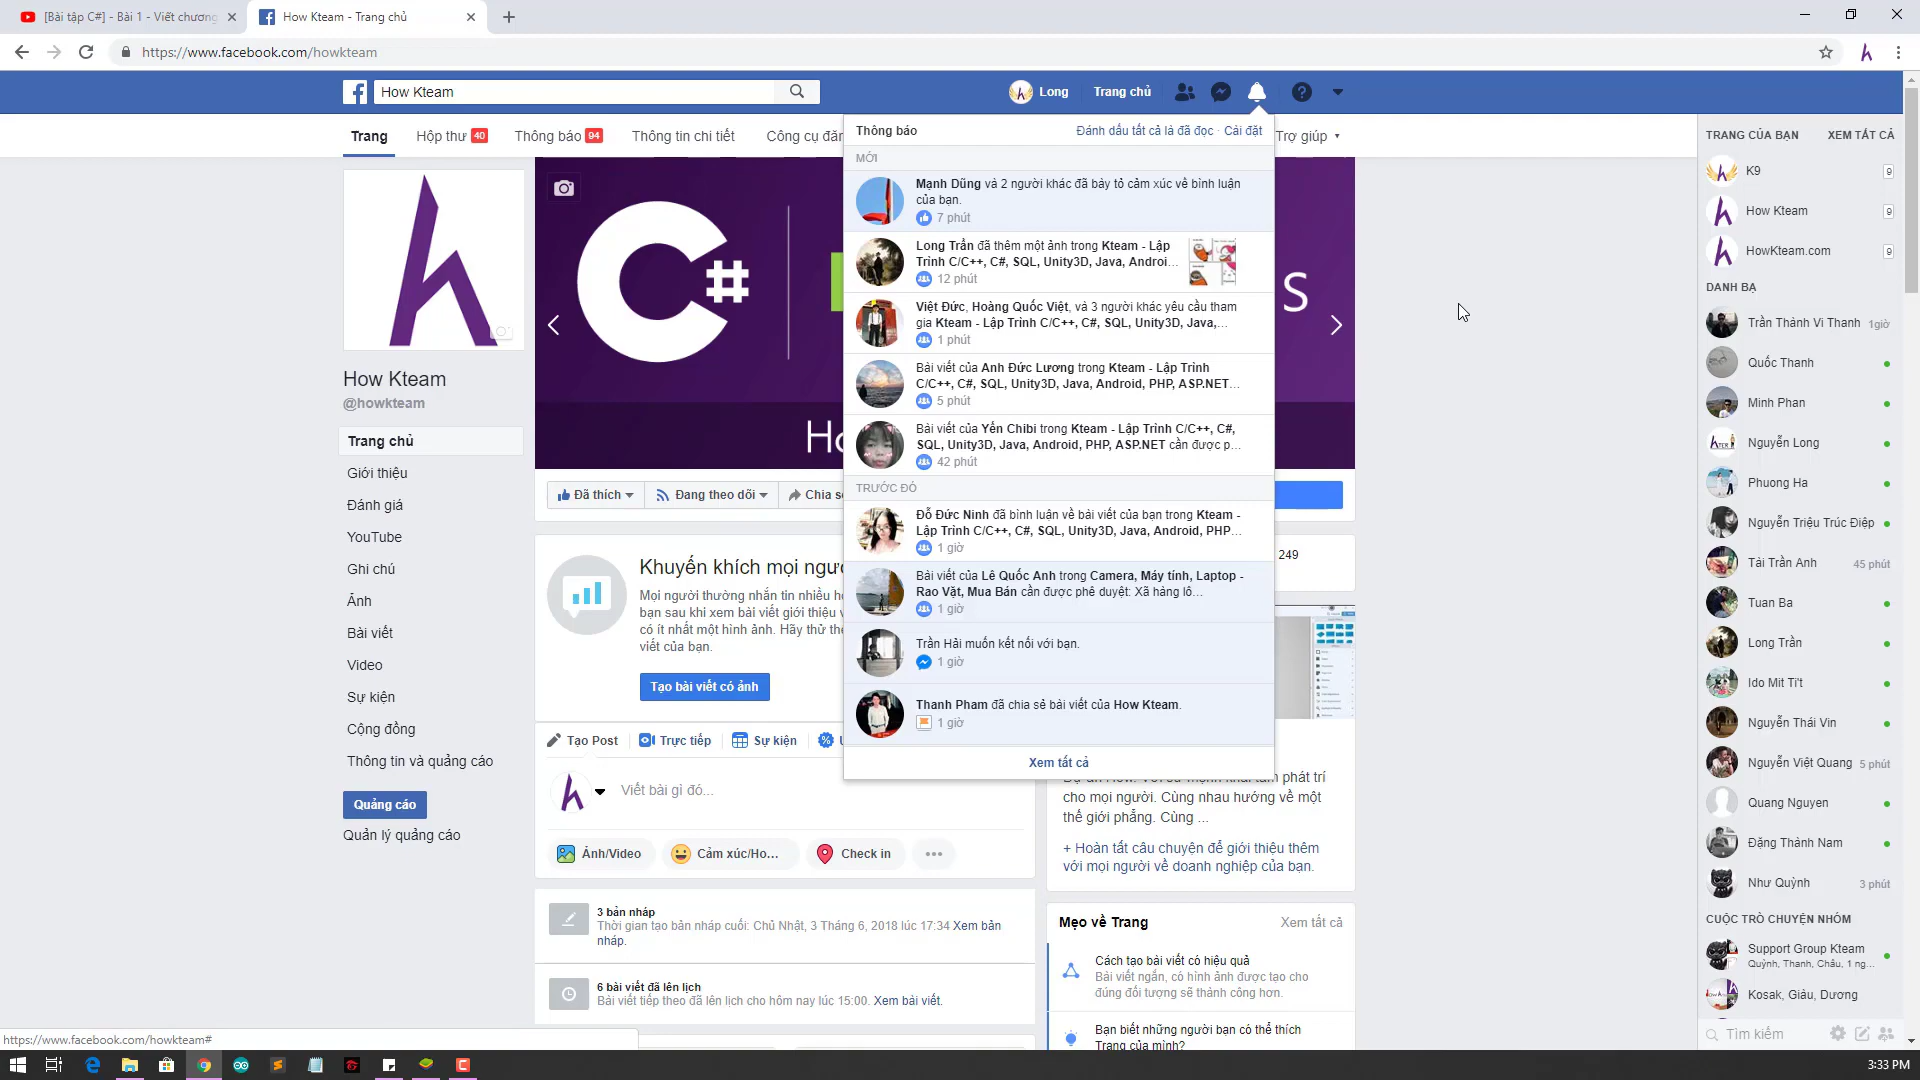 [Bài tập C#] - Bài 1 - Viết chương
How Kteam - Trang chủ
https://www.facebook.com/howkteam
How Kteam
Long
Trang chủ
Trang
Hộp thư 40
Thông báo 94
Thông tin chi tiết
Công cụ đăn
Trợ giúp
Thông báo
Đánh dấu tất cả là đã đọc · Cài đặt
MỚI
Mạnh Dũng và 2 người khác đã bày tỏ cảm xúc về bình luận
của bạn.
7 phút
Long Trần đã thêm một ảnh trong Kteam - Lập
Trình C/C++, C#, SQL, Unity3D, Java, Androi...
12 phút
Việt Đức, Hoàng Quốc Việt, và 3 người khác yêu cầu tham
gia Kteam - Lập Trình C/C++, C#, SQL, Unity3D, Java,...
1 phút
Bài viết của Anh Đức Lương trong Kteam - Lập Trình
C/C++, C#, SQL, Unity3D, Java, Android, PHP, ASP.NET...
5 phút
Bài viết của Yến Chibi trong Kteam - Lập Trình C/C++, C#,
SQL, Unity3D, Java, Android, PHP, ASP.NET cần được p...
42 phút
TRƯỚC ĐÓ
Đỗ Đức Ninh đã bình luận về bài viết của bạn trong Kteam -
Lập Trình C/C++, C#, SQL, Unity3D, Java, Android, PHP...
1 giờ
Bài viết của Lê Quốc Anh trong Camera, Máy tính, Laptop -
Rao Vặt, Mua Bán cần được phê duyệt: Xã hàng lô...
1 giờ
Trần Hải muốn kết nối với bạn.
1 giờ
Thanh Pham đã chia sẻ bài viết của How Kteam.
1 giờ
Xem tất cả
C#
S
Ho
How Kteam
@howkteam
Trang chủ
Giới thiệu
Đánh giá
YouTube
Ghi chú
Ảnh
Bài viết
Video
Sự kiện
Cộng đồng
Thông tin và quảng cáo
Quảng cáo
Quản lý quảng cáo
Đã thích
Đang theo dõi
Chia s
249
Khuyến khích mọi ngư
Mọi người thường nhắn tin nhiều h
bạn sau khi xem bài viết giới thiệu
có ít nhất một hình ảnh. Hãy thử th
viết của bạn.
Tạo bài viết có ảnh
Tạo Post
Trực tiếp
Sự kiện
Viết bài gì đó...
Ảnh/Video
Cảm xúc/Ho...
Check in
3 bản nháp
Thời gian tạo bản nháp cuối: Chủ Nhật, 3 Tháng 6, 2018 lúc 17:34 Xem bản
nháp.
6 bài viết đã lên lịch
Bài viết tiếp theo đã lên lịch cho hôm nay lúc 15:00. Xem bài viết.
phát trí
cho mọi người. Cùng nhau hướng về một
thế giới phẳng. Cùng ...
+ Hoàn tất câu chuyện để giới thiệu thêm
với mọi người về doanh nghiệp của bạn.
Mẹo về Trang
Xem tất cả
Cách tạo bài viết có hiệu quả
Bài viết ngắn, có hình ảnh được tạo cho
đúng đối tượng sẽ thành công hơn.
Bạn biết những người bạn có thể thích
Trang của mình?
TRANG CỦA BẠN
XEM TẤT CẢ
K9 9
How Kteam 9
HowKteam.com 9
DANH BẠ
Trần Thành Vi Thanh 1giờ
Quốc Thanh
Minh Phan
Nguyễn Long
Phuong Ha
Nguyễn Triệu Trúc Điệp
Tài Trần Anh 45 phút
Tuan Ba
Long Trần
Ido Mit Ti't
Nguyễn Thái Vin
Nguyễn Việt Quang 5 phút
Quang Nguyen
Đặng Thành Nam
Như Quỳnh 3 phút
CUỘC TRÒ CHUYỆN NHÓM
Support Group Kteam
Quỳnh, Thanh, Châu, 1 ng...
Kosak, Giàu, Dương
Tìm kiếm
https://www.facebook.com/howkteam#
3:33 PM